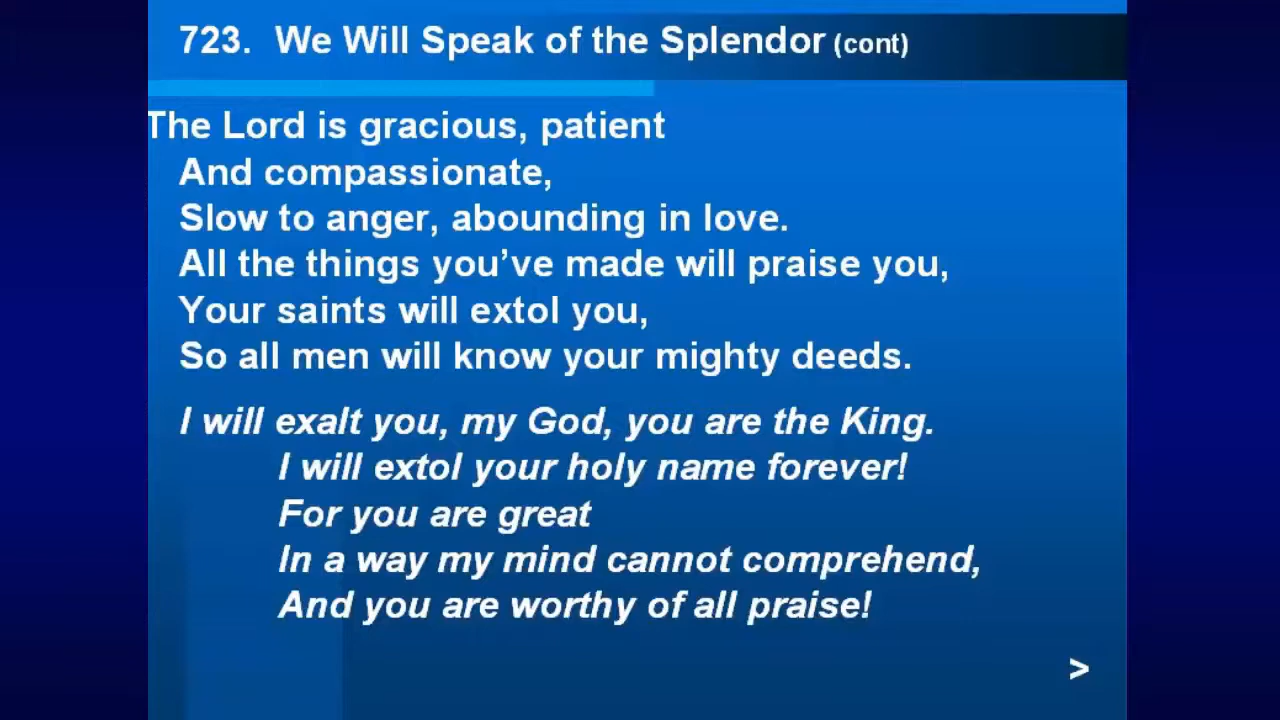 723. We Will Speak of the Splendor (cont)
The Lord is gracious, patient
And compassionate,
Slow to anger, abounding in love.
All the things you’ve made will praise you,
Your saints will extol you,
So all men will know your mighty deeds.
I will exalt you, my God, you are the King.
I will extol your holy name forever!
For you are great
In a way my mind cannot comprehend,
And you are worthy of all praise!
>